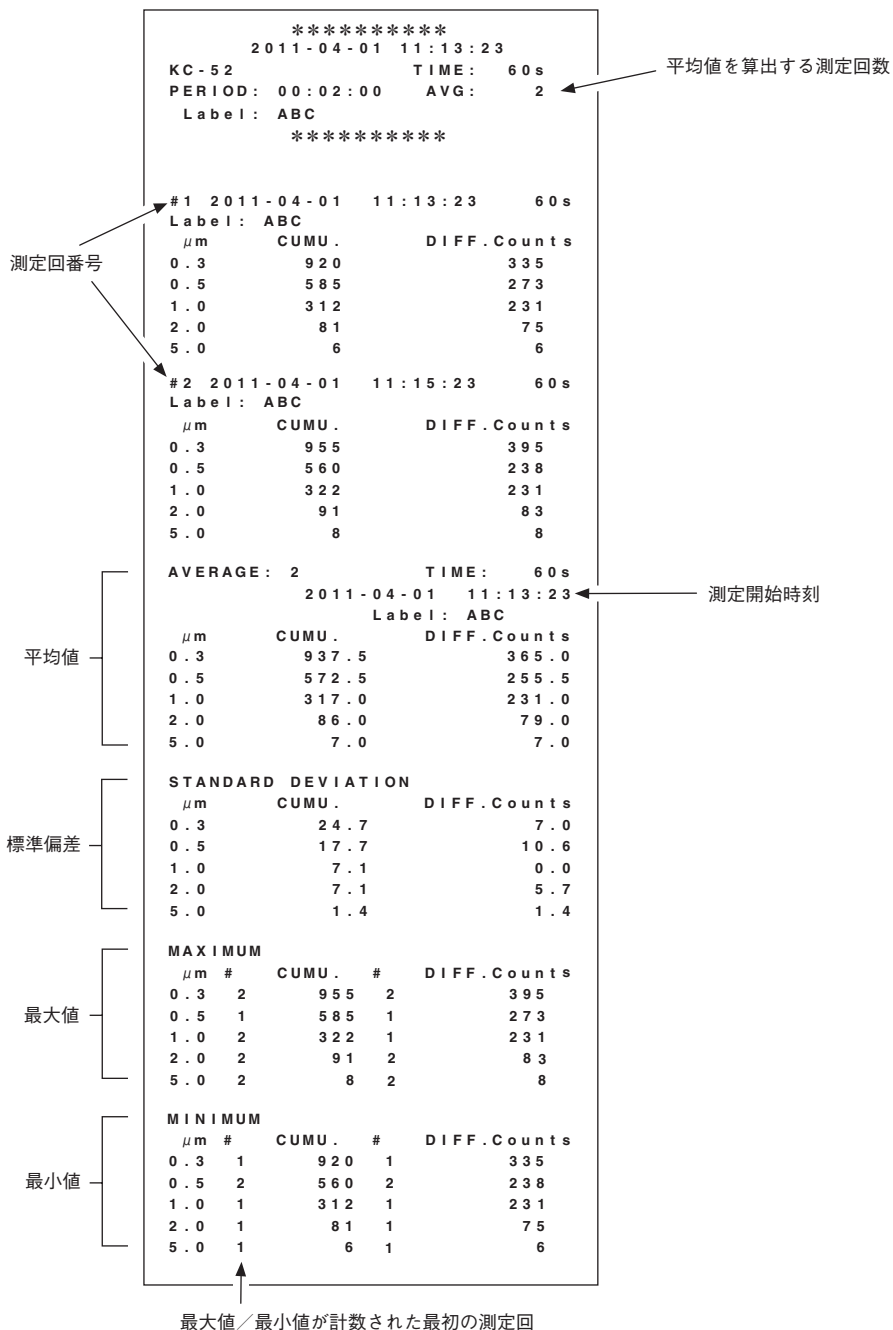 **********
2011-04-01 11:13:23
KC-52 TIME: 60s
PERIOD: 00:02:00 AVG: 2
平均値を算出する測定回数
Label: ABC
**********
#1 2011-04-01 11:13:23 60s
Label: ABC
μm CUMU. DIFF.Counts
測定回番号
0.3 920 335
0.5 585 273
1.0 312 231
2.0 81 75
5.0 6 6
#2 2011-04-01 11:15:23 60s
Label: ABC
μm CUMU. DIFF.Counts
0.3 955 395
0.5 560 238
1.0 322 231
2.0 91 83
5.0 8 8
AVERAGE: 2 TIME: 60s
2011-04-01 11:13:23
測定開始時刻
Label: ABC
μm CUMU. DIFF.Counts
平均値
0.3 937.5 365.0
0.5 572.5 255.5
1.0 317.0 231.0
2.0 86.0 79.0
5.0 7.0 7.0
STANDARD DEVIATION
μm CUMU. DIFF.Counts
標準偏差
0.3 24.7 7.0
0.5 17.7 10.6
1.0 7.1 0.0
2.0 7.1 5.7
5.0 1.4 1.4
MAXIMUM
μm # CUMU. # DIFF.Counts
最大値
0.3 2 955 2 395
0.5 1 585 1 273
1.0 2 322 1 231
2.0 2 91 2 83
5.0 2 8 2 8
MINIMUM
μm # CUMU. # DIFF.Counts
最小値
0.3 1 920 1 335
0.5 2 560 2 238
1.0 1 312 1 231
2.0 1 81 1 75
5.0 1 6 1 6
最大値/最小値が計数された最初の測定回